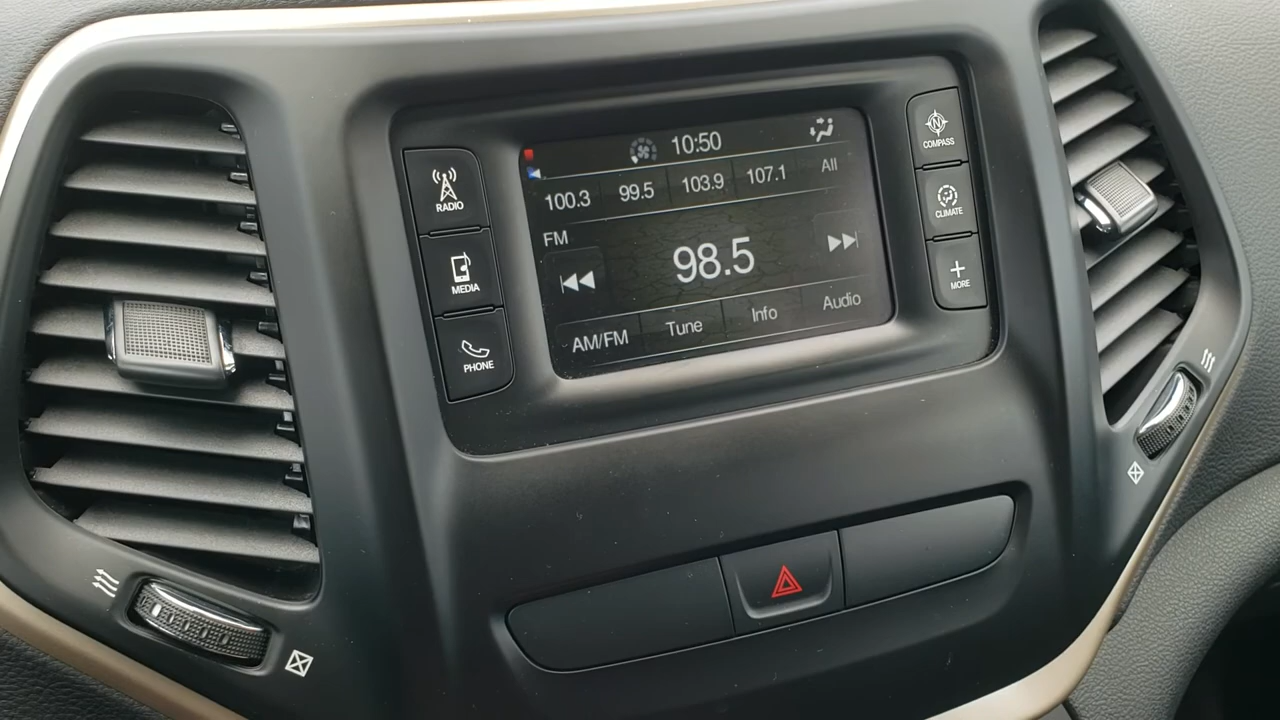 10:50
100.3 99.5 103.9 107.1 All
FM
98.5
AM/FM Tune Info Audio
RADIO
MEDIA
PHONE
N
COMPASS
CLIMATE
+
MORE